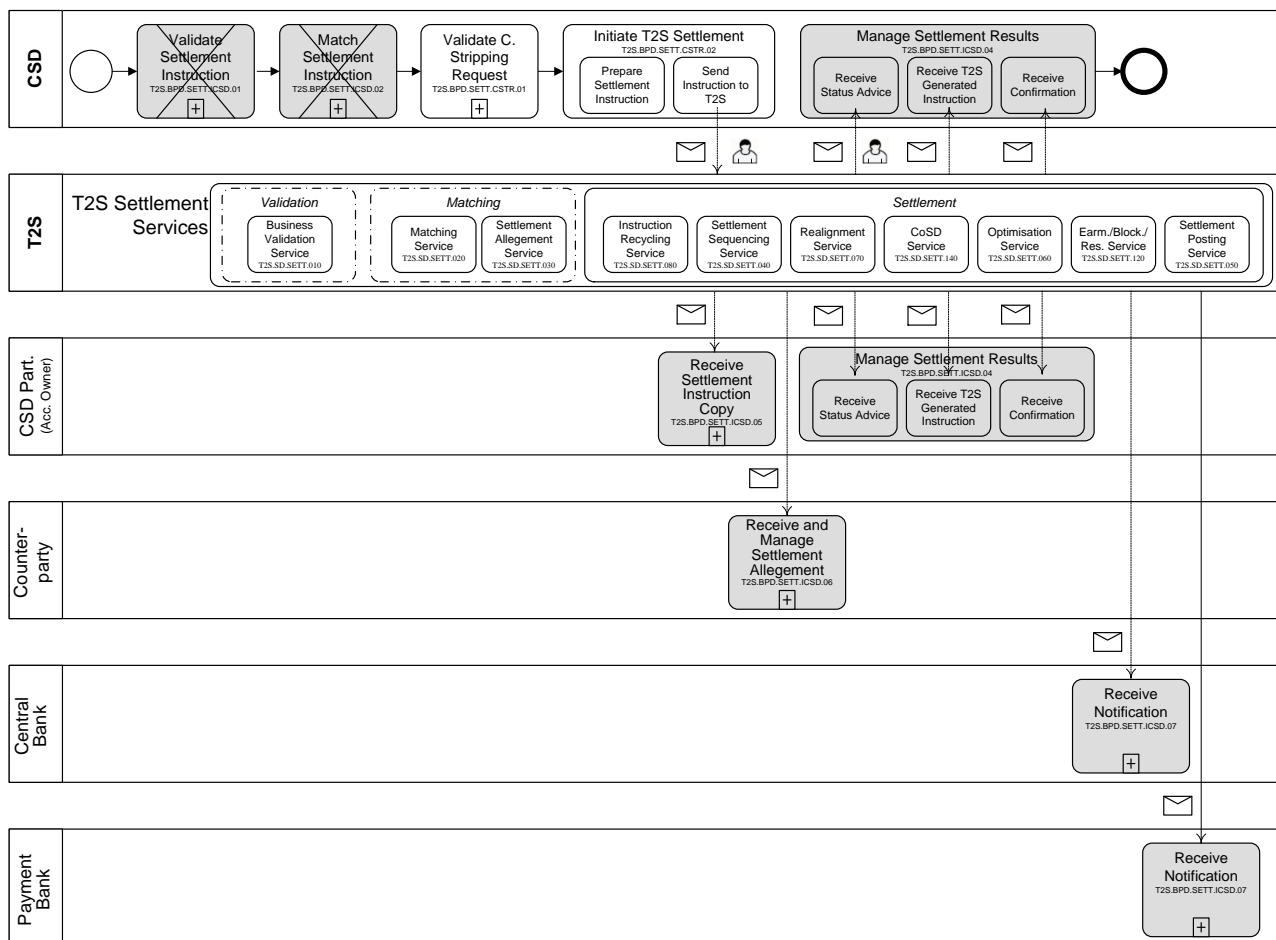 CSD
Validate
Settlement
Instruction
T2S.BPD.SETT.ICSD.01
+
Match
Settlement
Instruction
T2S.BPD.SETT.ICSD.02
+
Validate C.
Stripping
Request
T2S.BPD.SETT.CSTR.01
+
Initiate T2S Settlement
T2S.BPD.SETT.CSTR.02
Prepare
Settlement
Instruction
Send
Instruction to
T2S
Manage Settlement Results
T2S.BPD.SETT.ICSD.04
Receive
Status Advice
Receive T2S
Generated
Instruction
Receive
Confirmation
T2S
T2S Settlement
Services
Validation
Business
Validation
Service
T2S.SD.SETT.010
Matching
Matching
Service
T2S.SD.SETT.020
Settlement
Allegement
Service
T2S.SD.SETT.030
Settlement
Instruction
Recycling
Service
T2S.SD.SETT.080
Settlement
Sequencing
Service
T2S.SD.SETT.040
Realignment
Service
T2S.SD.SETT.070
CoSD
Service
T2S.SD.SETT.140
Optimisation
Service
T2S.SD.SETT.060
Earm./Block./
Res. Service
T2S.SD.SETT.120
Settlement
Posting
Service
T2S.SD.SETT.050
CSD Part.
(Acc. Owner)
Receive
Settlement
Instruction
Copy
T2S.BPD.SETT.ICSD.05
+
Manage Settlement Results
T2S.BPD.SETT.ICSD.04
Receive
Status Advice
Receive T2S
Generated
Instruction
Receive
Confirmation
Counter-
party
Receive and
Manage
Settlement
Allegement
T2S.BPD.SETT.ICSD.06
+
Central
Bank
Receive
Notification
T2S.BPD.SETT.ICSD.07
+
Payment
Bank
Receive
Notification
T2S.BPD.SETT.ICSD.07
+